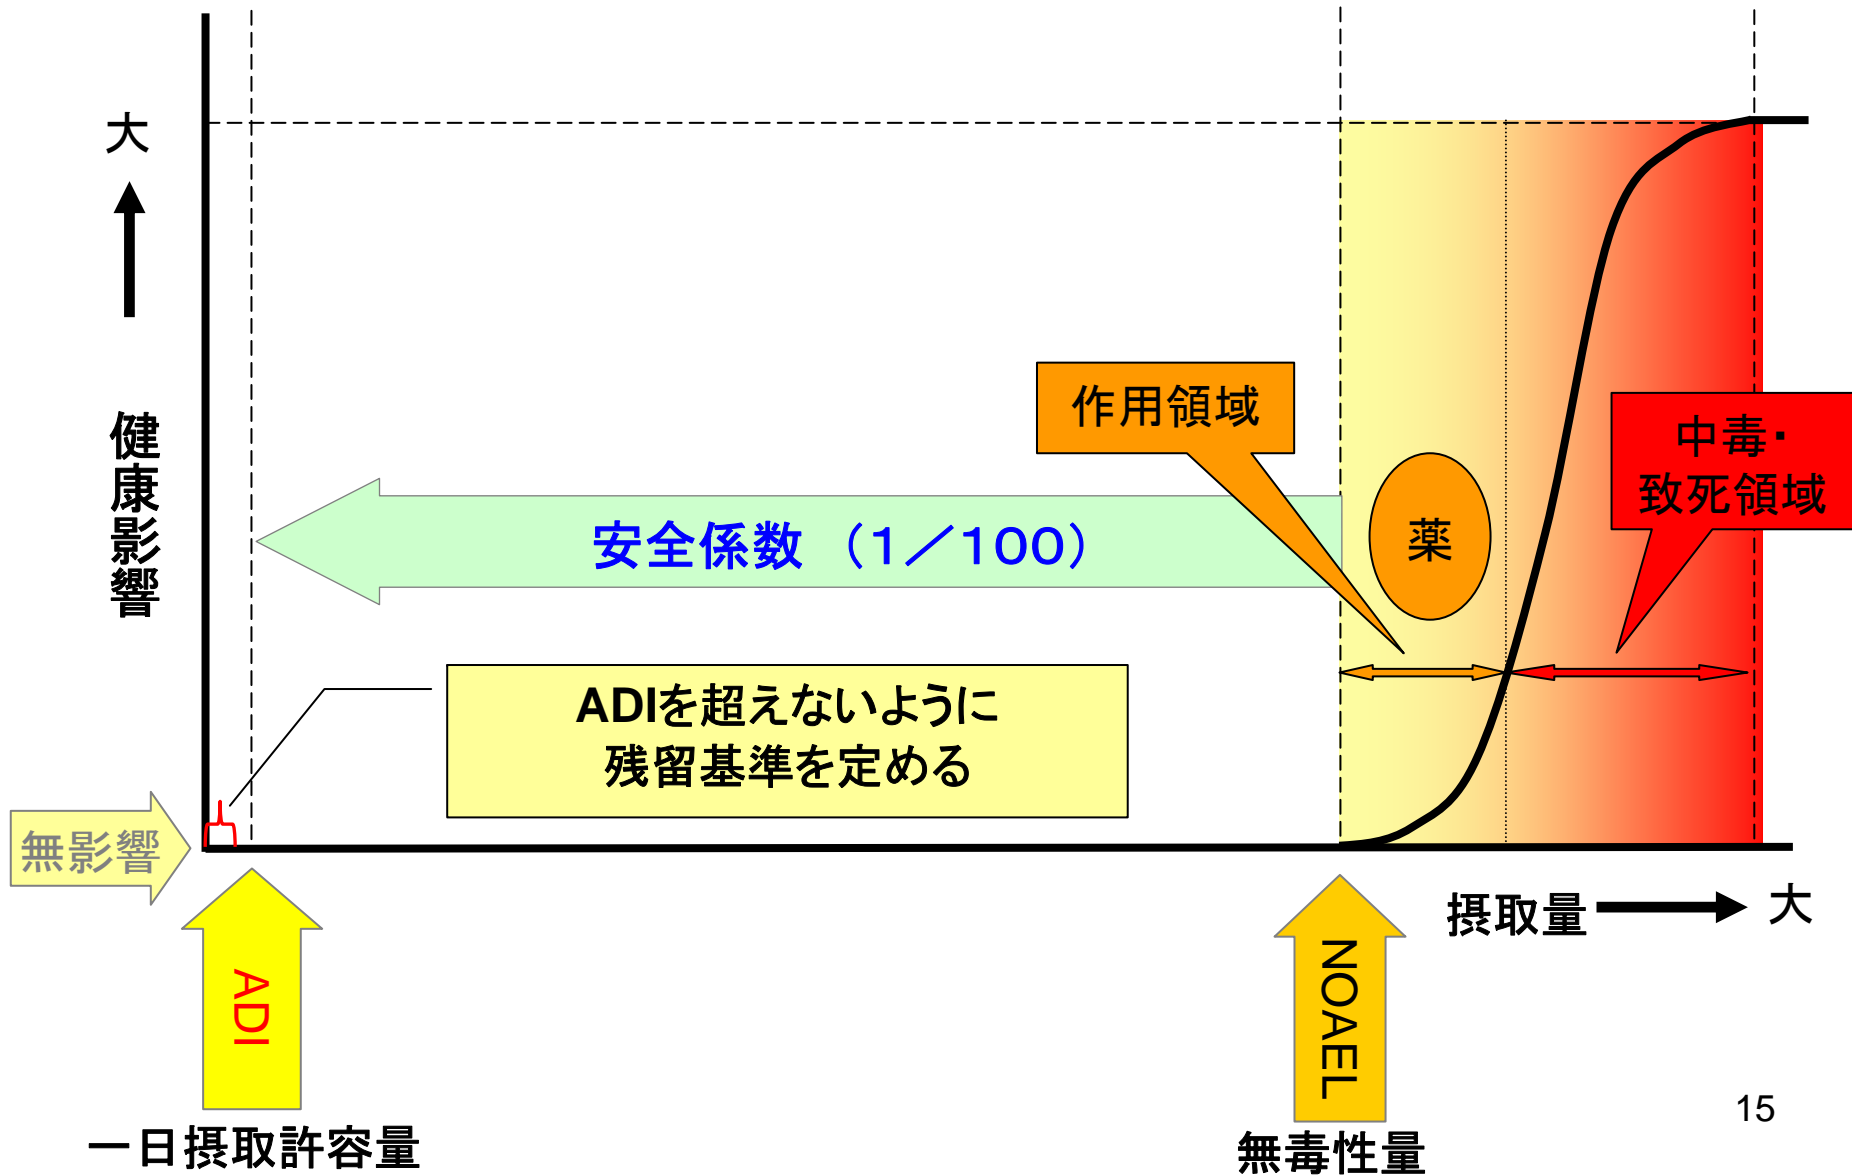 大
健康影響
作用領域
中毒・
致死領域
薬
安全係数 (1/100)
ADIを超えないように
残留基準を定める
無影響
摂取量
大
ADI
NOAEL
一日摂取許容量
無毒性量
15